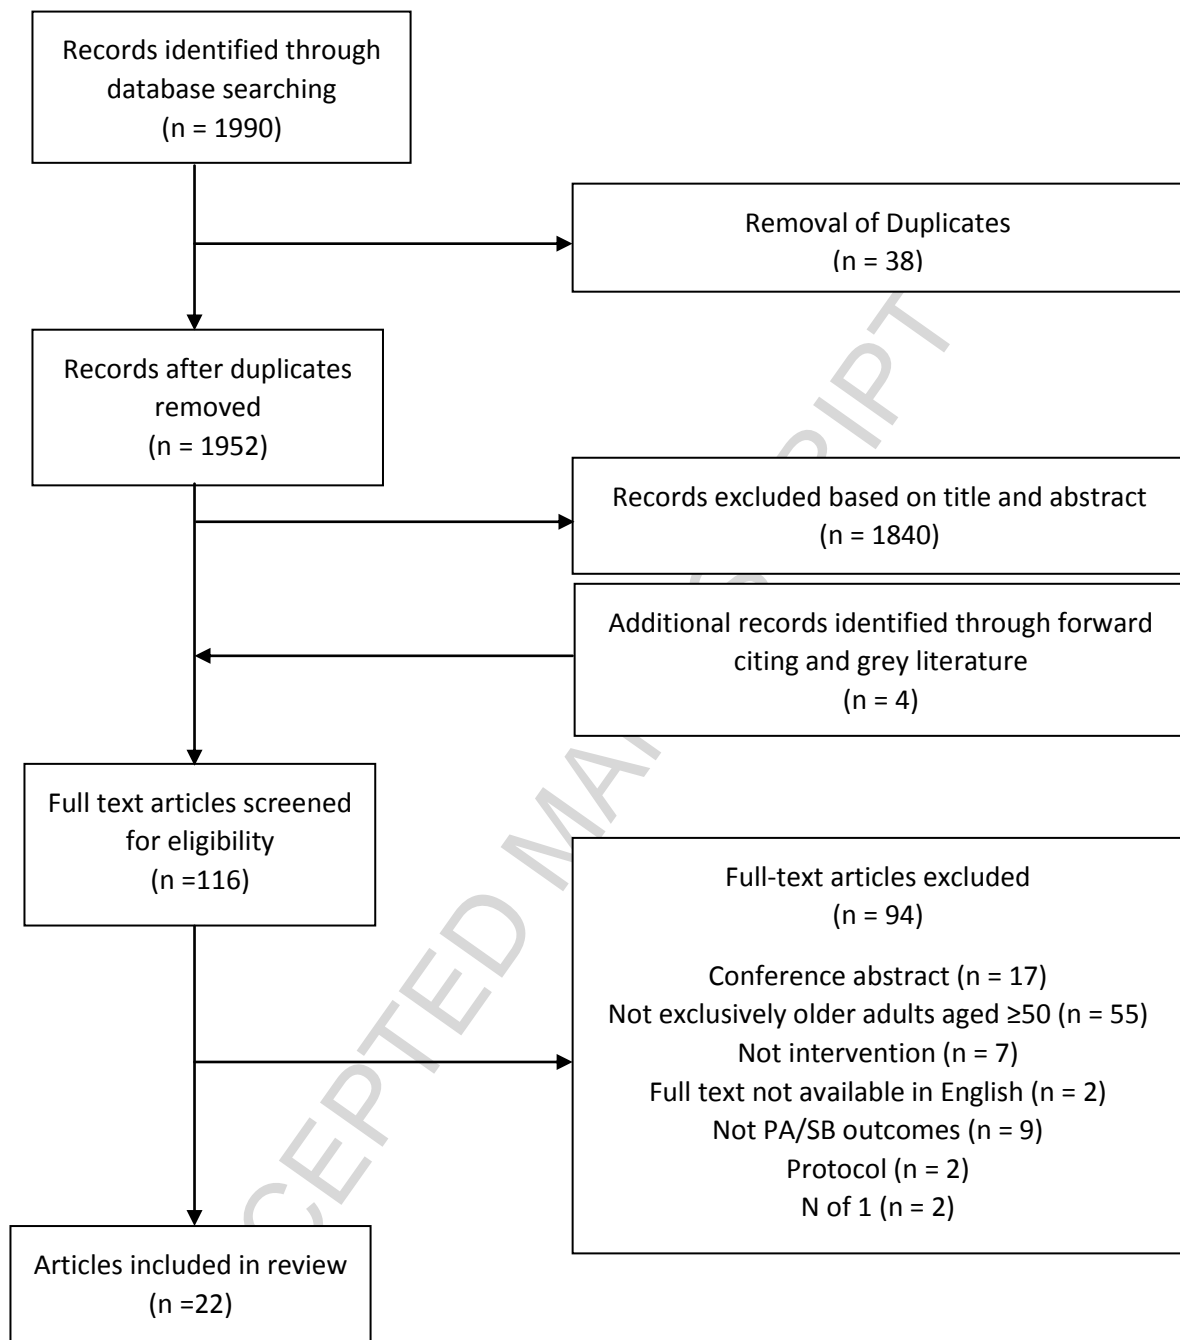 Records identified through
database searching
(n = 1990)
Removal of Duplicates
(n = 38)
Records after duplicates
removed
(n = 1952)
Records excluded based on title and abstract
(n = 1840)
Additional records identified through forward
citing and grey literature
(n = 4)
Full text articles screened
for eligibility
(n =116)
Full-text articles excluded
(n = 94)
Conference abstract (n = 17)
Not exclusively older adults aged ≥50 (n = 55)
Not intervention (n = 7)
Full text not available in English (n = 2)
Not PA/SB outcomes (n = 9)
Protocol (n = 2)
N of 1 (n = 2)
Articles included in review
(n =22)